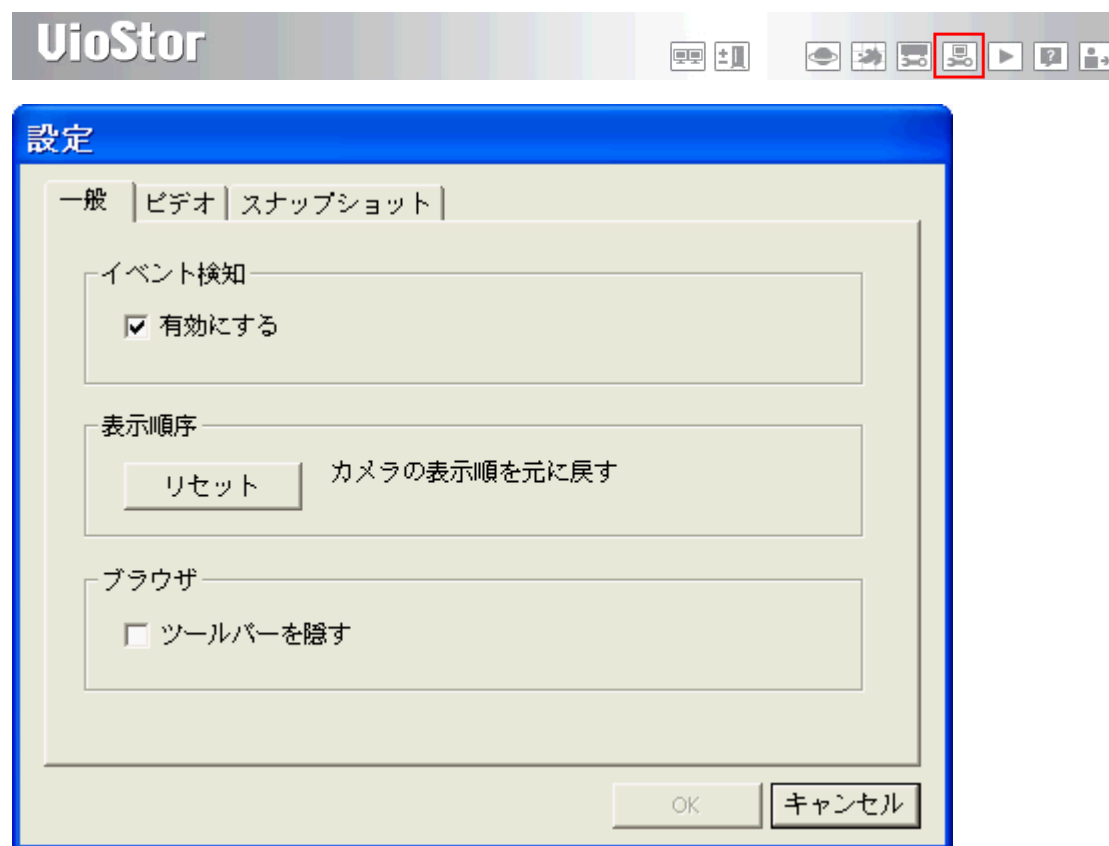 VioStor
設定
一般 ビデオ スナップショット
イベント検知
有効にする
表示順序
リセット カメラの表示順を元に戻す
ブラウザ
ツールバーを隠す
OK キャンセル